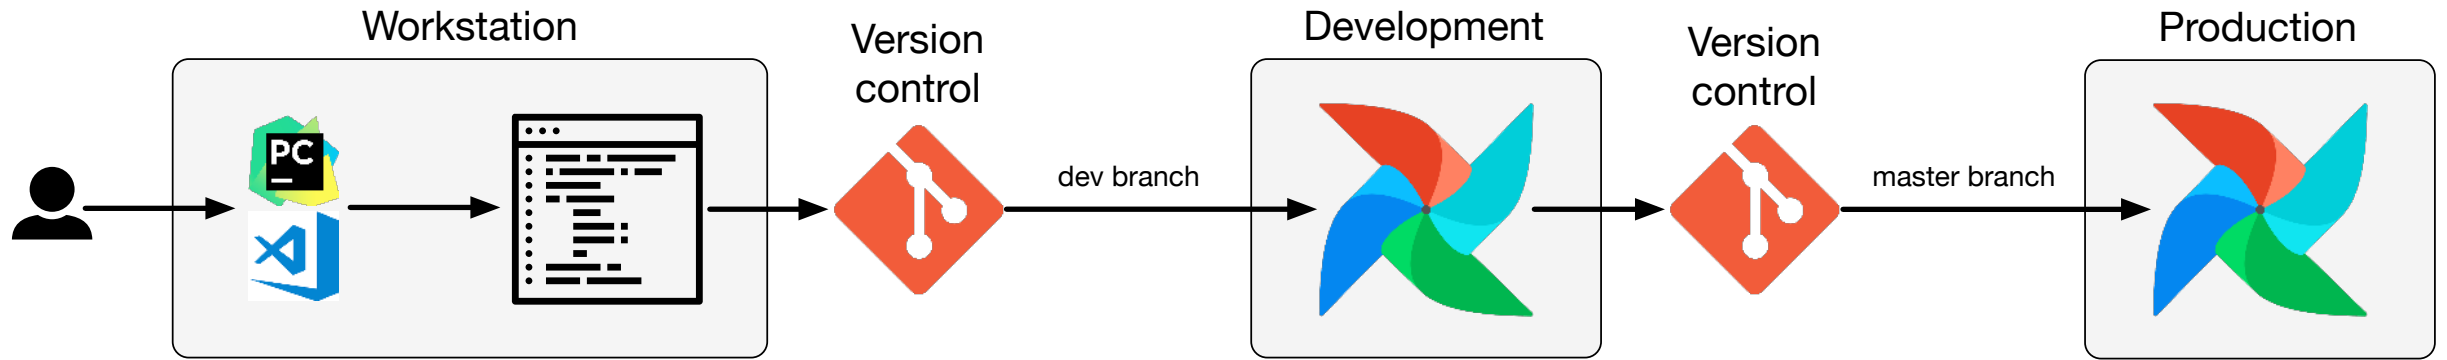 Workstation
Version
control
Development
Version
control
Production
PC
dev branch
master branch